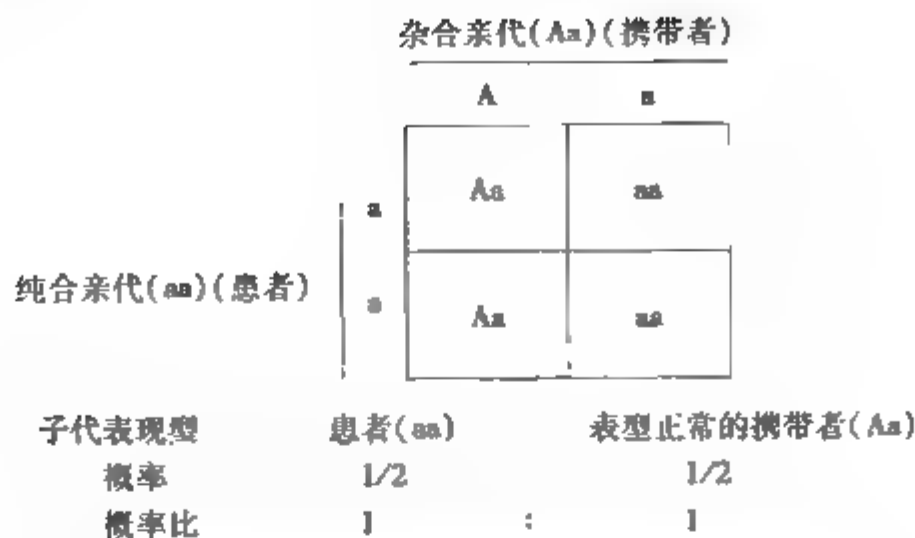 杂合亲代(Aa)(携带者)
A a
Aa aa
a
纯合亲代(aa)(患者)
a
Aa aa
子代表现型 患者(aa) 表型正常的携带者(Aa)
概率 1/2 1/2
概率比 1 : 1